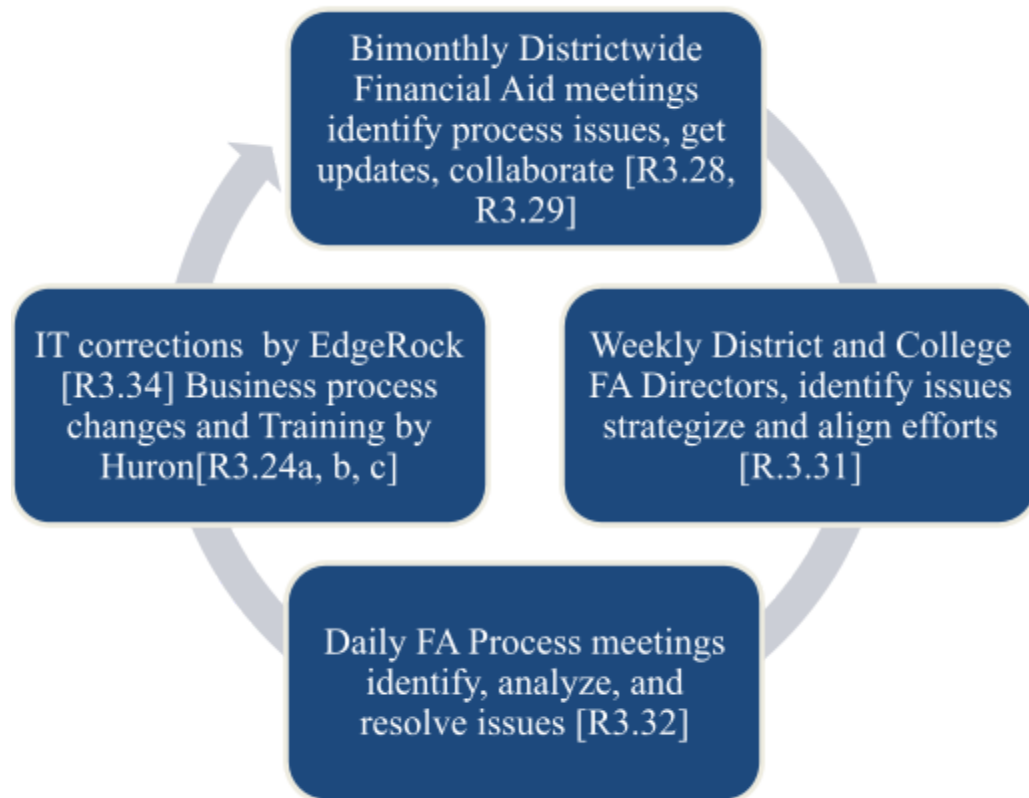 Bimonthly Districtwide
Financial Aid meetings
identify process issues, get
updates, collaborate [R3.28,
R3.29]
Weekly District and College
FA Directors, identify issues
strategize and align efforts
[R.3.31]
Daily FA Process meetings
identify, analyze, and
resolve issues [R3.32]
IT corrections  by EdgeRock
[R3.34] Business process
changes and Training by
Huron[R3.24a, b, c]